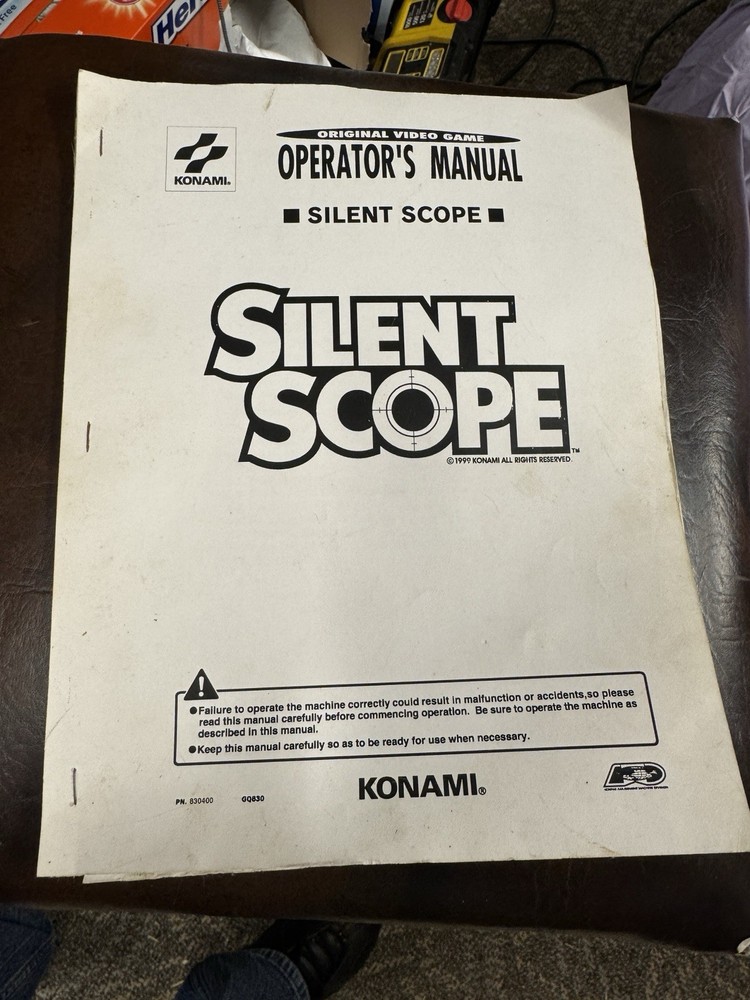 Free
He
KONAMI®
ORIGINAL VIDEO GAME
OPERATOR'S MANUAL
■ SILENT SCOPE ■
SILENT
SCOPE™
© 1999 KONAMI ALL RIGHTS RESERVED.
●Failure to operate the machine correctly could result in malfunction or accidents,so please
read this manual carefully before commencing operation. Be sure to operate the machine as
described in this manual.
●Keep this manual carefully so as to be ready for use when necessary.
PN. 830400 GQ830
KONAMI®